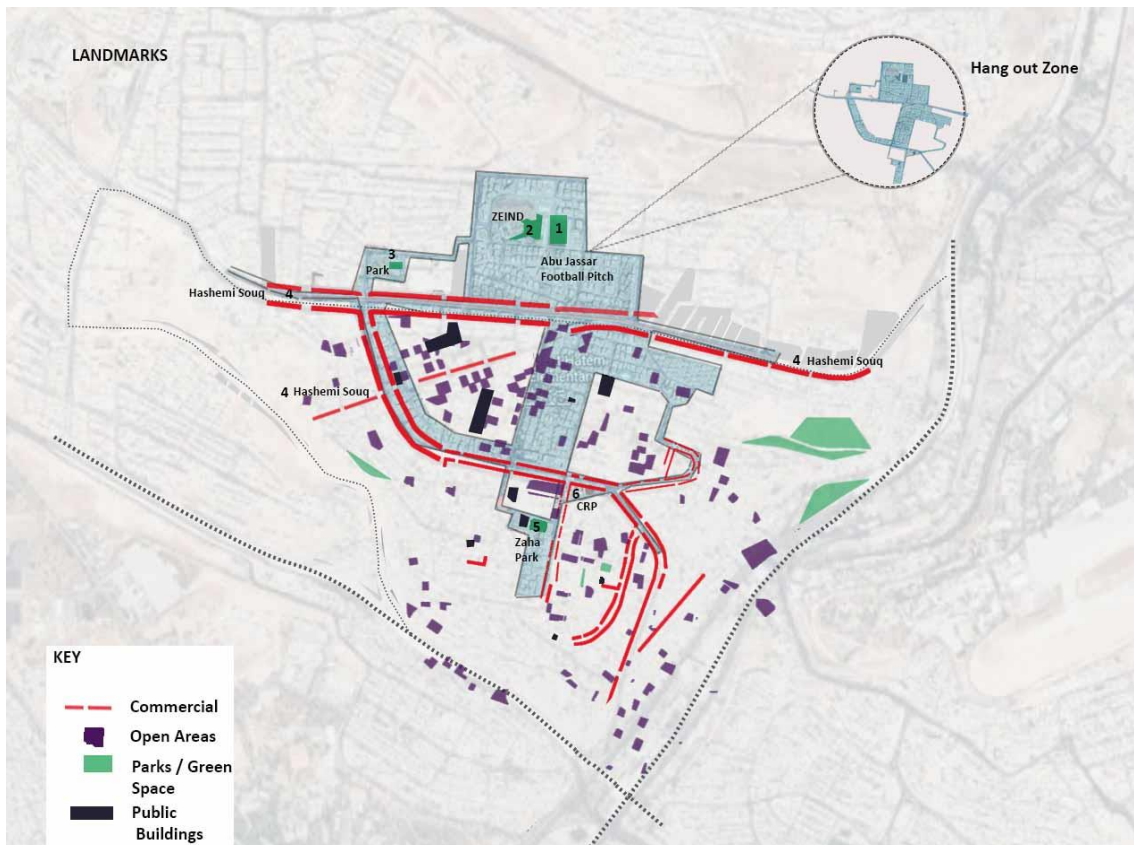 LANDMARKS
Hang out Zone
ZEIND
2
1
3
Park
Abu Jassar
Football Pitch
Hashemi Souq
4
4
Hashemi Souq
4
Hashemi Souq
6
CRP
5
Zaha
Park
KEY
Commercial
Open Areas
Parks / Green
Space
Public
Buildings